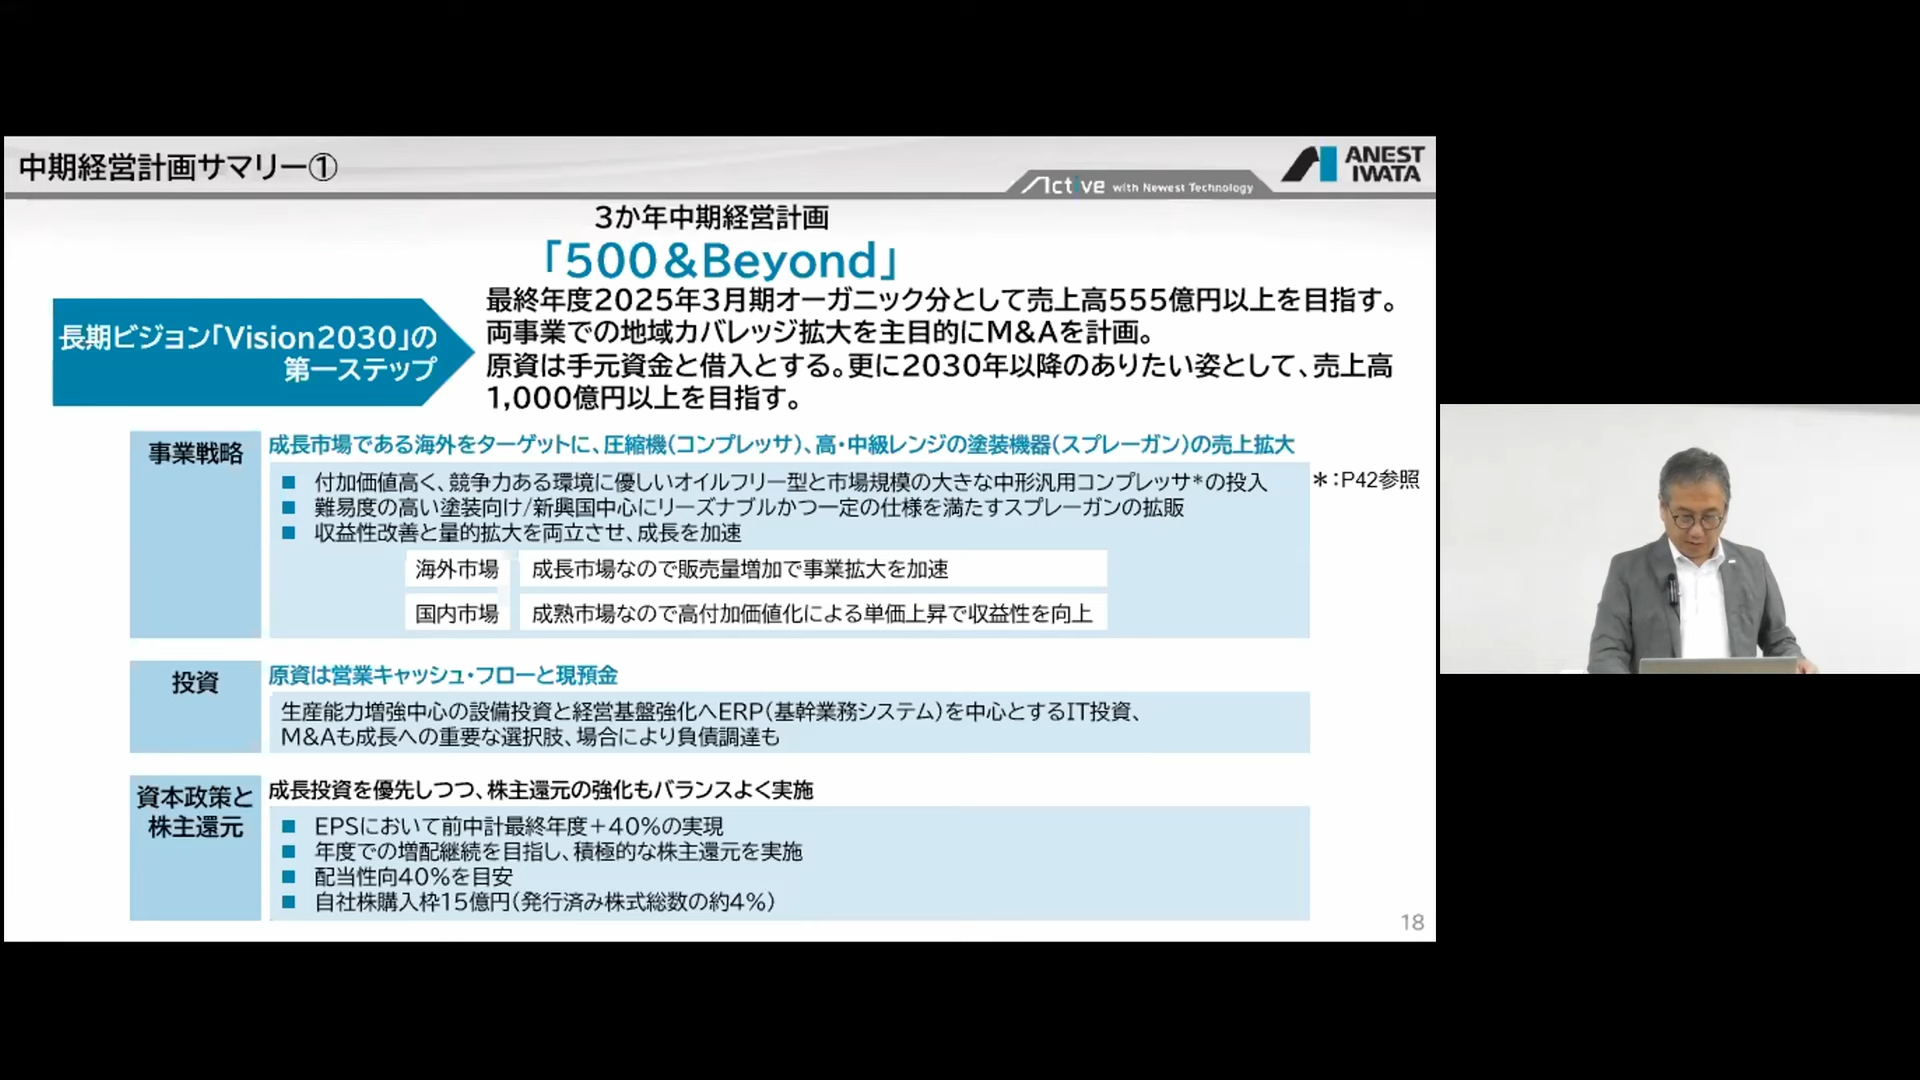 中期経営計画サマリー①
Active with Newest Technology
ANEST
IWATA
3か年中期経営計画
「500&Beyond」
長期ビジョン「Vision2030」の
第一ステップ
最終年度2025年3月期オーガニック分として売上高555億円以上を目指す。
両事業での地域カバレッジ拡大を主目的にM&Aを計画。
原資は手元資金と借入とする。更に2030年以降のありたい姿として、売上高
1,000億円以上を目指す。
事業戦略
成長市場である海外をターゲットに、圧縮機(コンプレッサ)、高・中級レンジの塗装機器(スプレーガン)の売上拡大
■ 付加価値高く、競争力ある環境に優しいオイルフリー型と市場規模の大きな中形汎用コンプレッサ*の投入
*:P42参照
■ 難易度の高い塗装向け/新興国中心にリーズナブルかつ一定の仕様を満たすスプレーガンの拡販
■ 収益性改善と量的拡大を両立させ、成長を加速
海外市場 成長市場なので販売量増加で事業拡大を加速
国内市場 成熟市場なので高付加価値化による単価上昇で収益性を向上
投資
原資は営業キャッシュ・フローと現預金
生産能力増強中心の設備投資と経営基盤強化へERP(基幹業務システム)を中心とするIT投資、
M&Aも成長への重要な選択肢、場合により負債調達も
資本政策と
株主還元
成長投資を優先しつつ、株主還元の強化もバランスよく実施
■ EPSにおいて前中計最終年度+40%の実現
■ 年度での増配継続を目指し、積極的な株主還元を実施
■ 配当性向40%を目安
■ 自社株購入枠15億円(発行済み株式総数の約4%)
18